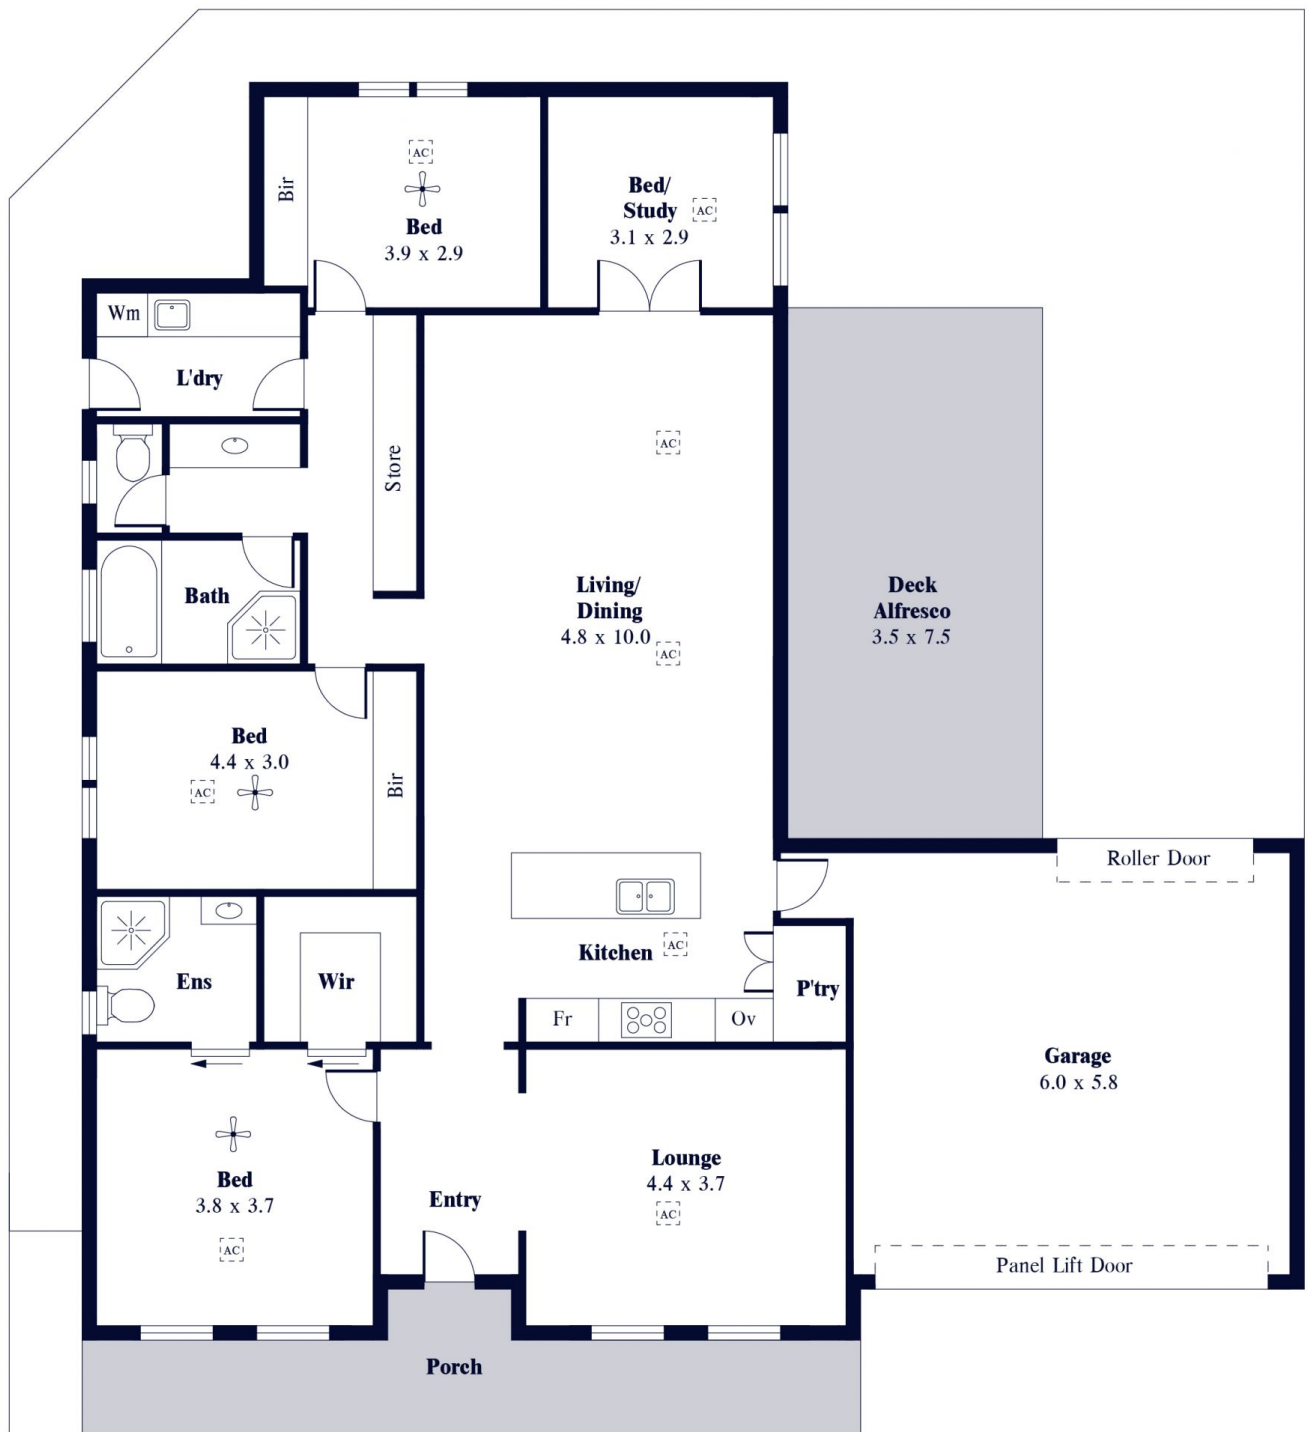 AC
Bir
Bed
3.9 x 2.9
Bed/
Study
AC
3.1 x 2.9
Wm
L'dry
Store
AC
Bath
Living/
Dining
4.8 x 10.0
AC
Deck
Alfresco
3.5 x 7.5
Bed
4.4 x 3.0
AC
Bir
Roller Door
Kitchen
AC
Ens
Wir
P'try
Fr
Ov
Garage
6.0 x 5.8
Bed
3.8 x 3.7
AC
Entry
Lounge
4.4 x 3.7
AC
Panel Lift Door
Porch